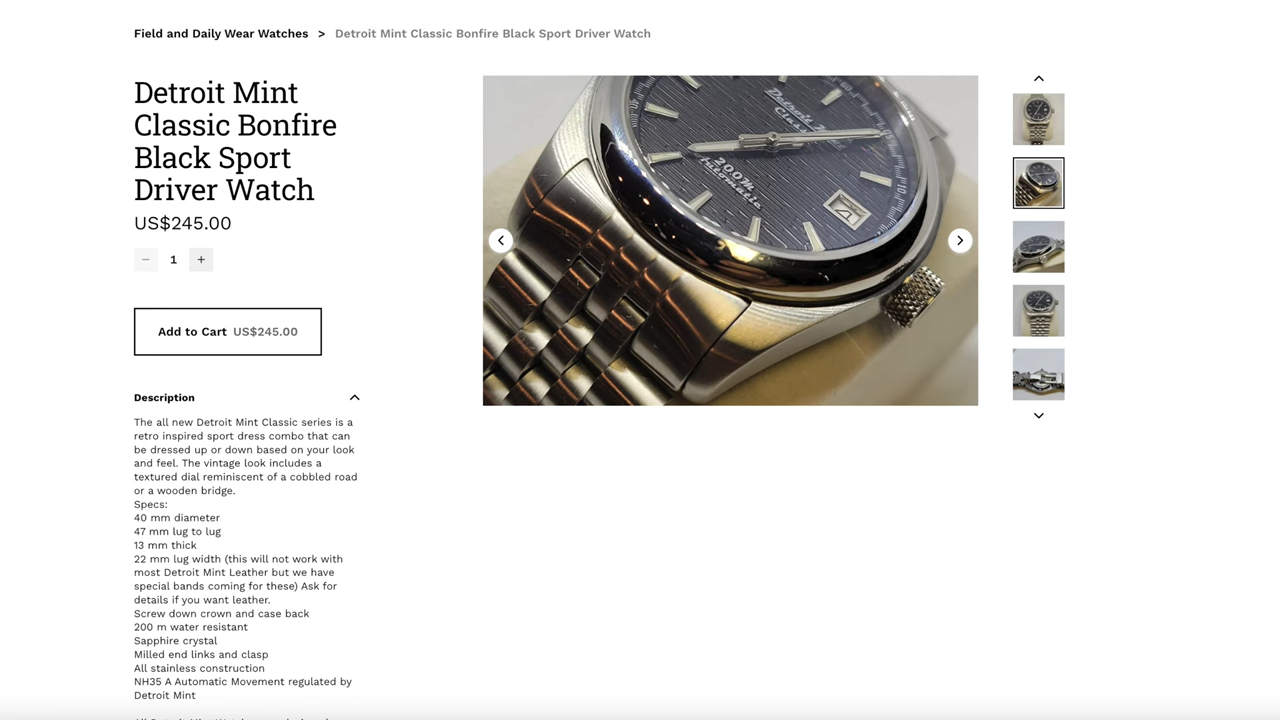 Field and Daily Wear Watches > Detroit Mint Classic Bonfire Black Sport Driver Watch
Detroit Mint
Classic Bonfire
Black Sport
Driver Watch
US$245.00
− 1 +
Add to Cart US$245.00
Description
The all new Detroit Mint Classic series is a
retro inspired sport dress combo that can
be dressed up or down based on your look
and feel. The vintage look includes a
textured dial reminiscent of a cobbled road
or a wooden bridge.
Specs:
40 mm diameter
47 mm lug to lug
13 mm thick
22 mm lug width (this will not work with
most Detroit Mint Leather but we have
special bands coming for these) Ask for
details if you want leather.
Screw down crown and case back
200 m water resistant
Sapphire crystal
Milled end links and clasp
All stainless construction
NH35 A Automatic Movement regulated by
Detroit Mint
Detroit
200m
Automatic